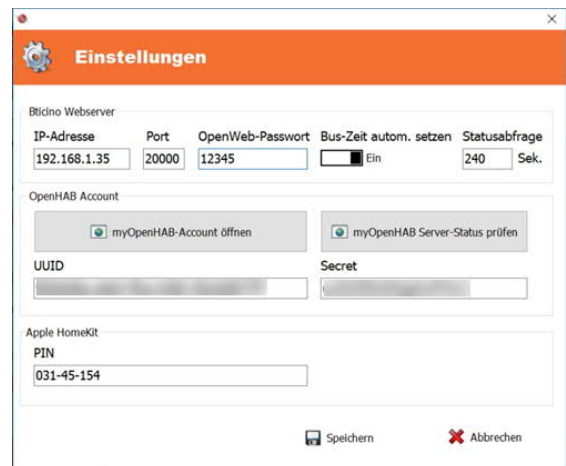 Einstellungen
Bticino Webserver
IP-Adresse Port OpenWeb-Passwort Bus-Zeit autom. setzen Statusabfrage
192.168.1.35 20000 12345 Ein 240 Sek.
OpenHAB Account
myOpenHAB-Account öffnen myOpenHAB Server-Status prüfen
UUID Secret
Apple HomeKit
PIN
031-45-154
Speichern Abbrechen